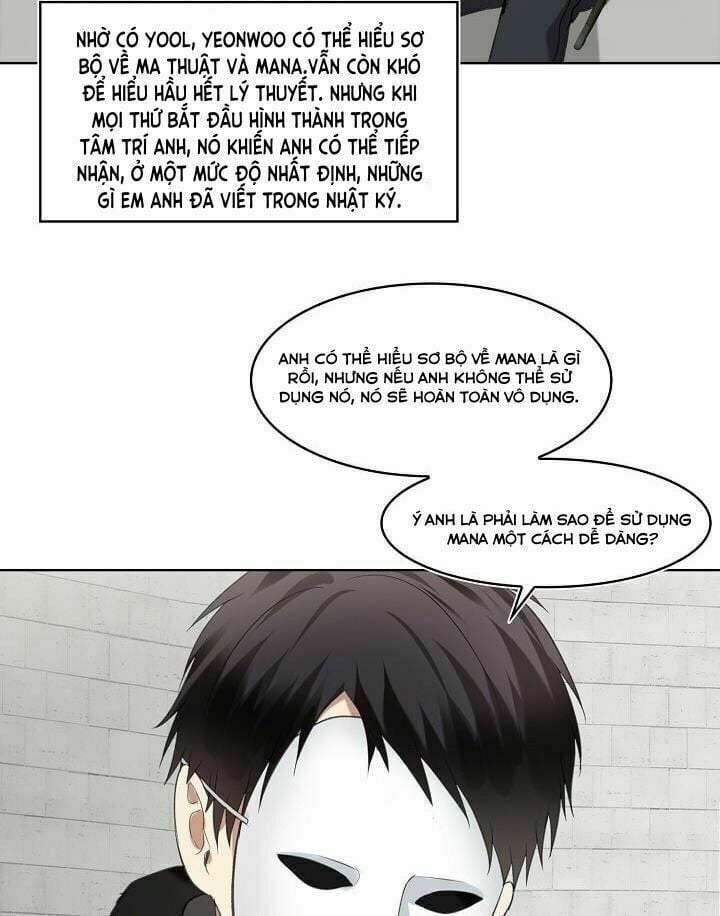 NHỜ CÓ YOOL, YEONWOO CÓ THỂ HIỂU SƠ
BỘ VỀ MA THUẬT VÀ MANA.VẪN CÒN KHÓ
ĐỂ HIỂU HẦU HẾT LÝ THUYẾT. NHƯNG KHI
MỌI THỨ BẮT ĐẦU HÌNH THÀNH TRONG
TÂM TRÍ ANH, NÓ KHIẾN ANH CÓ THỂ TIẾP
NHẬN, Ở MỘT MỨC ĐỘ NHẤT ĐỊNH, NHỮNG
GÌ EM ANH ĐÃ VIẾT TRONG NHẬT KÝ.
ANH CÓ THỂ HIỂU SƠ BỘ VỀ MANA LÀ GÌ
RỒI, NHƯNG NẾU ANH KHÔNG THỂ SỬ
DỤNG NÓ, NÓ SẼ HOÀN TOÀN VÔ DỤNG.
Ý ANH LÀ PHẢI LÀM SAO ĐỂ SỬ DỤNG
MANA MỘT CÁCH DỄ DÀNG?